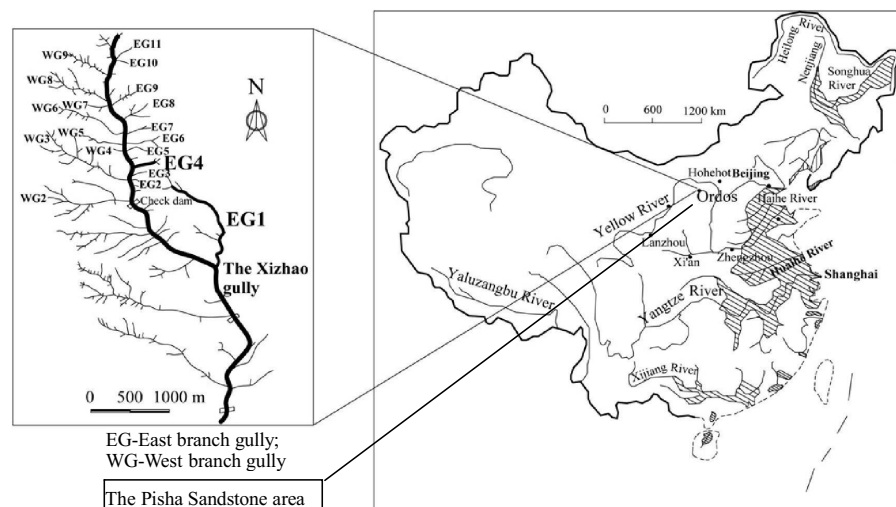 EG11
WG9
EG10
WG8
EG9
EG8
WG7
WG6
EG7
WG5
EG6
WG3
WG4
EG5
EG4
EG3
EG2
WG2
Check dam
EG1
The Xizhao
gully
N
0 500 1000 m
EG-East branch gully;
WG-West branch gully
The Pisha Sandstone area
Heilong River
Nenjiang
Songhua
River
0 600 1200 km
Hohehot
Beijing
Ordos
Haihe River
Yellow River
Lanzhou
Xi'an
Zhengzhou
Huaihe River
Shanghai
Yaluzangbu River
Yangtze River
Xijiang River